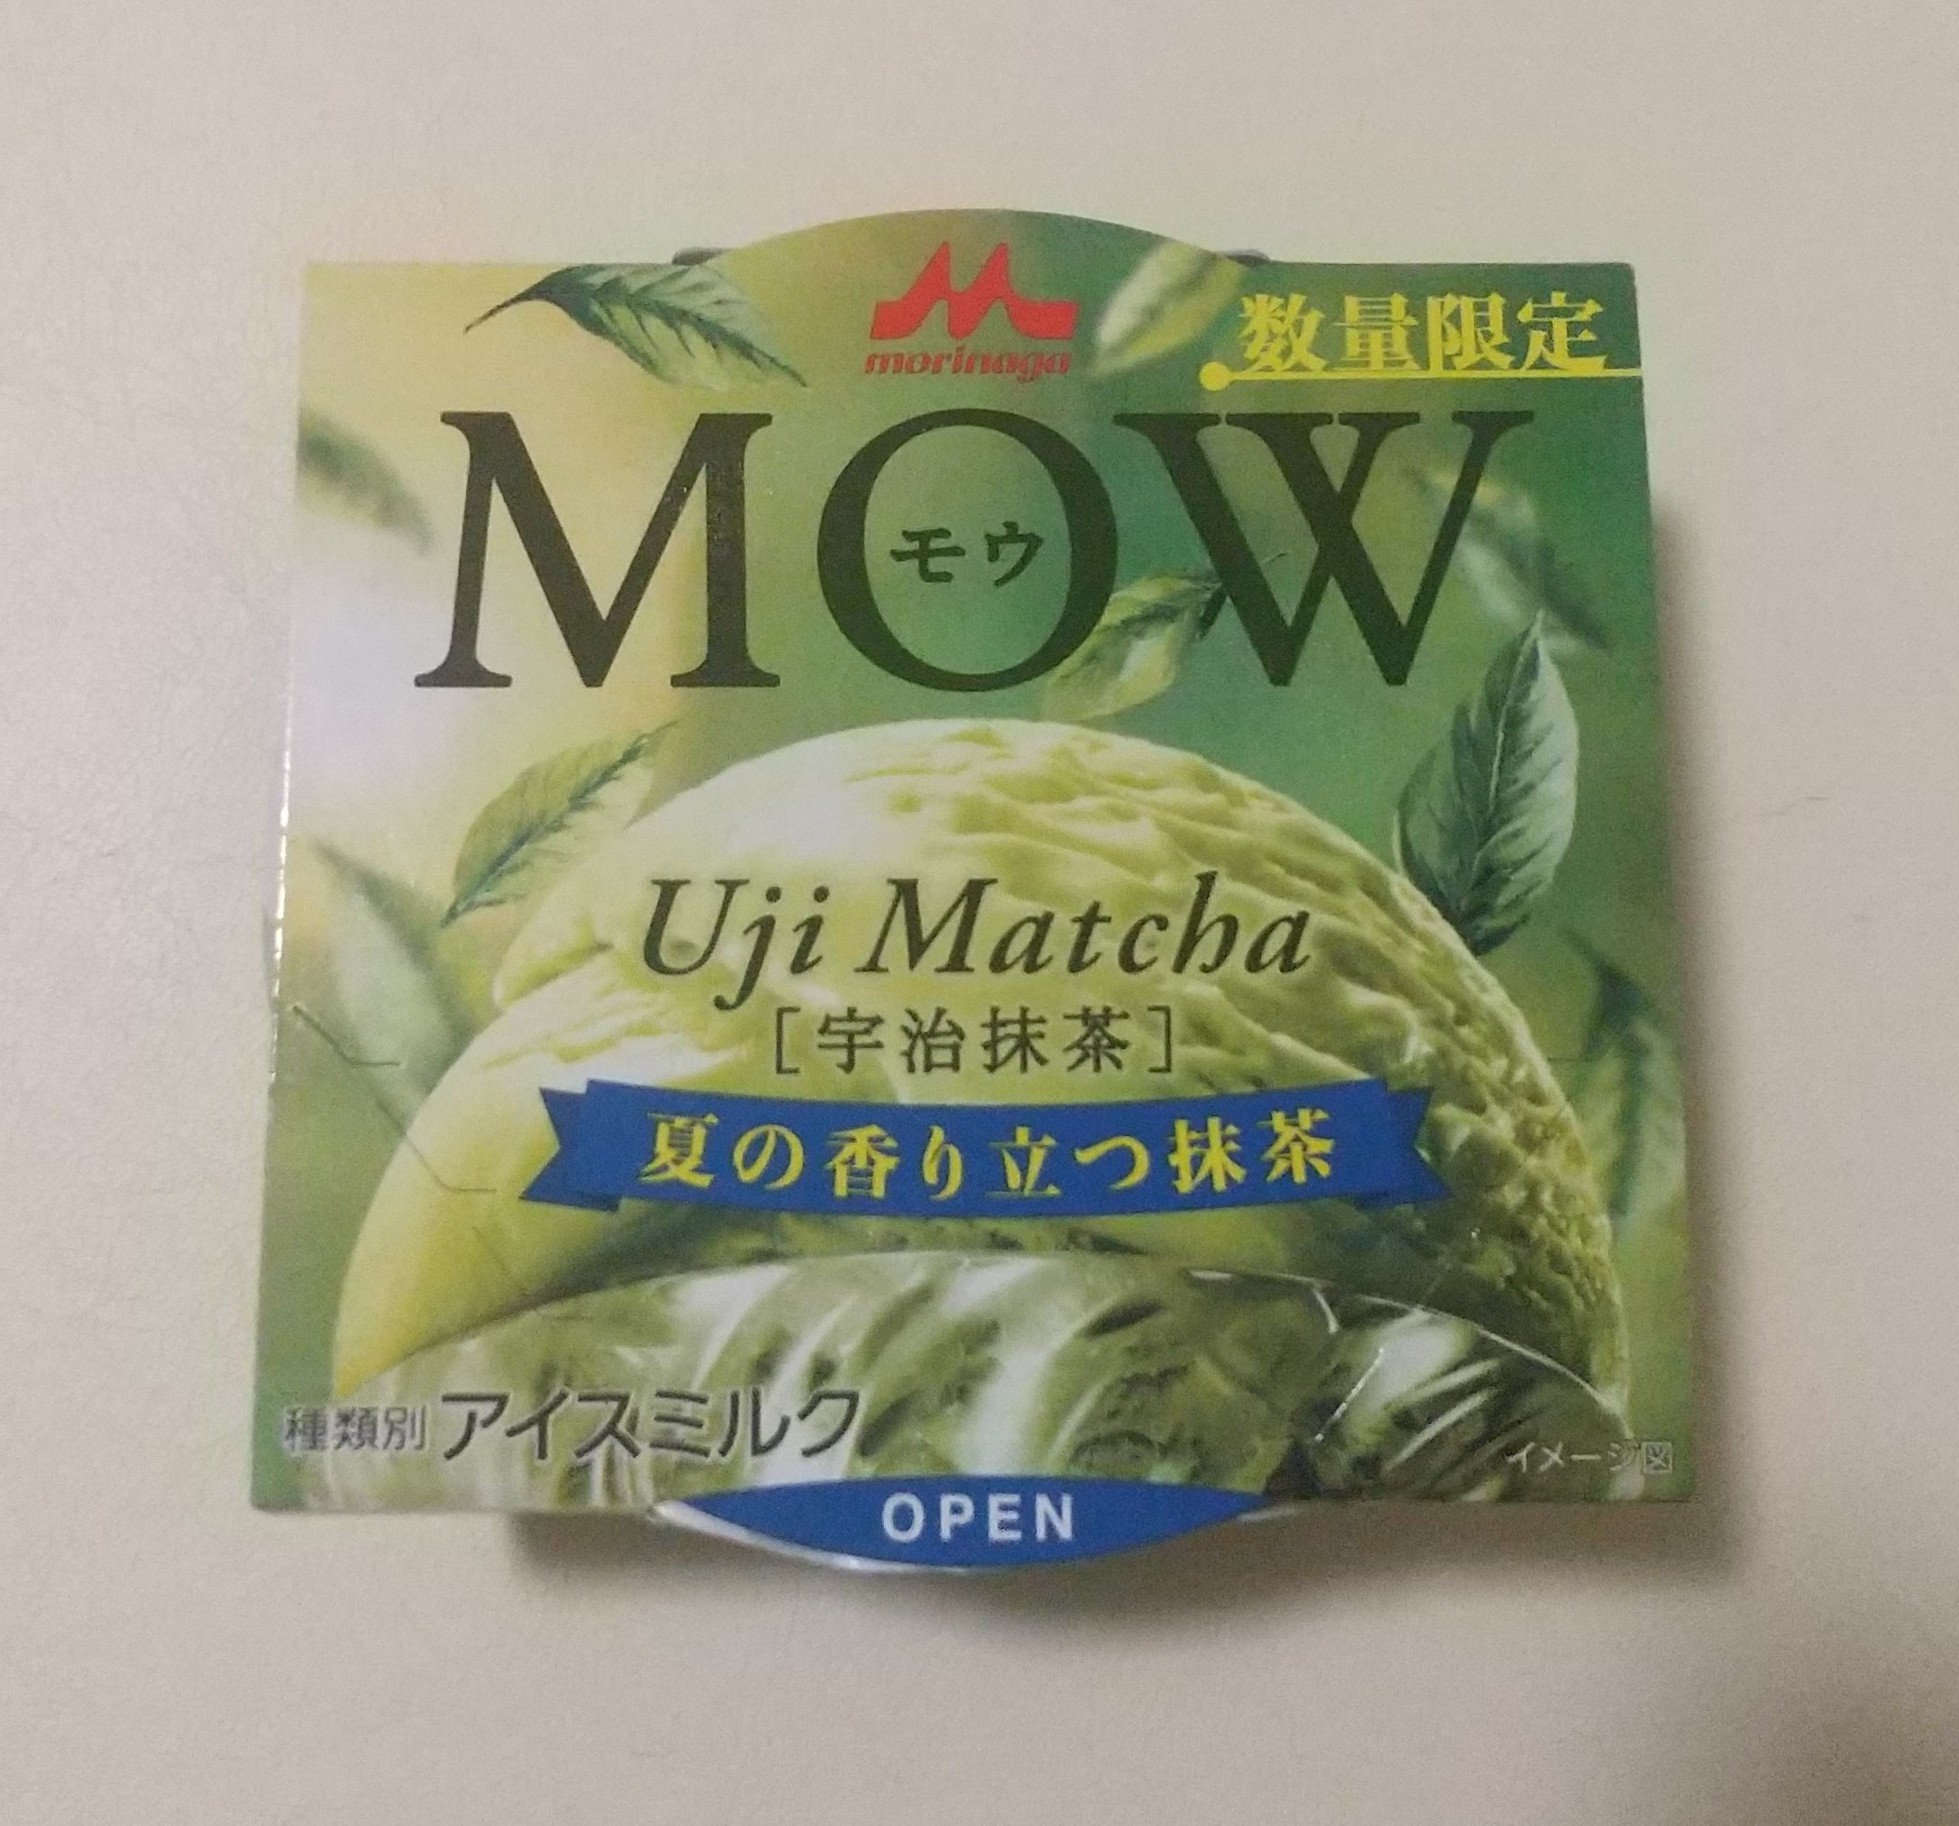 morinaga
数量限定
MOW
モウ
Uji Matcha
[宇治抹茶]
夏の香り立つ抹茶
種類別 アイスミルク
イメージ図
OPEN